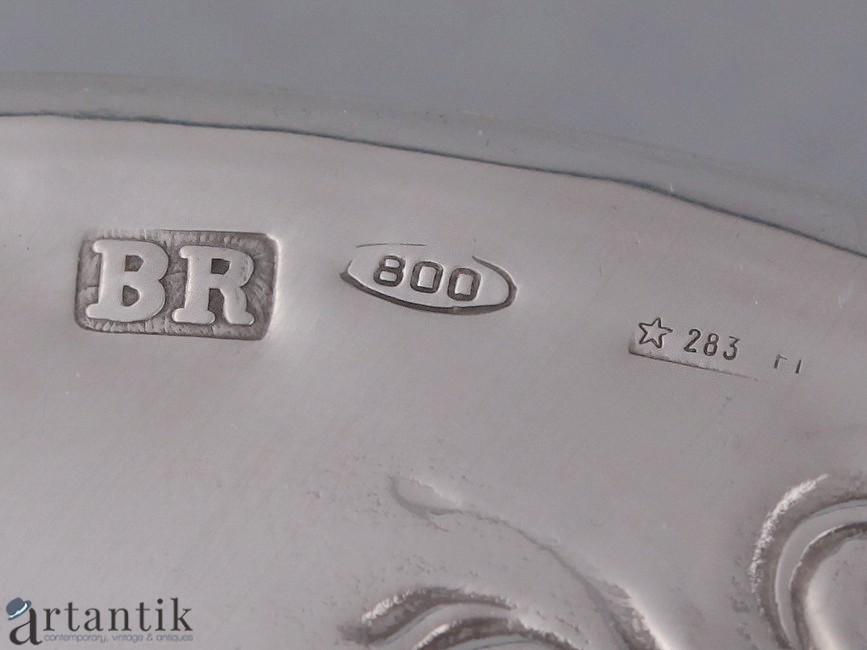 BR
800
☆ 283 FI
artantik
contemporary, vintage & antiques